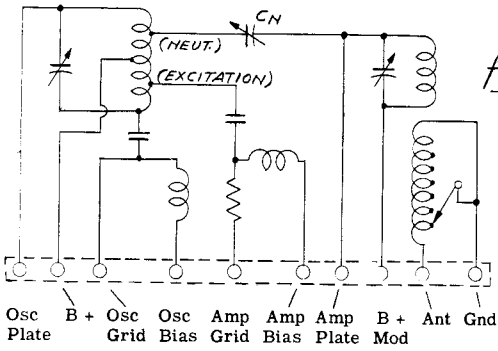 C_N
(NEUT.)
(EXCITATION)
Osc Plate
B +
Osc Grid
Osc Bias
Amp Grid
Amp Bias
Amp Plate
B + Mod
Ant
Gnd